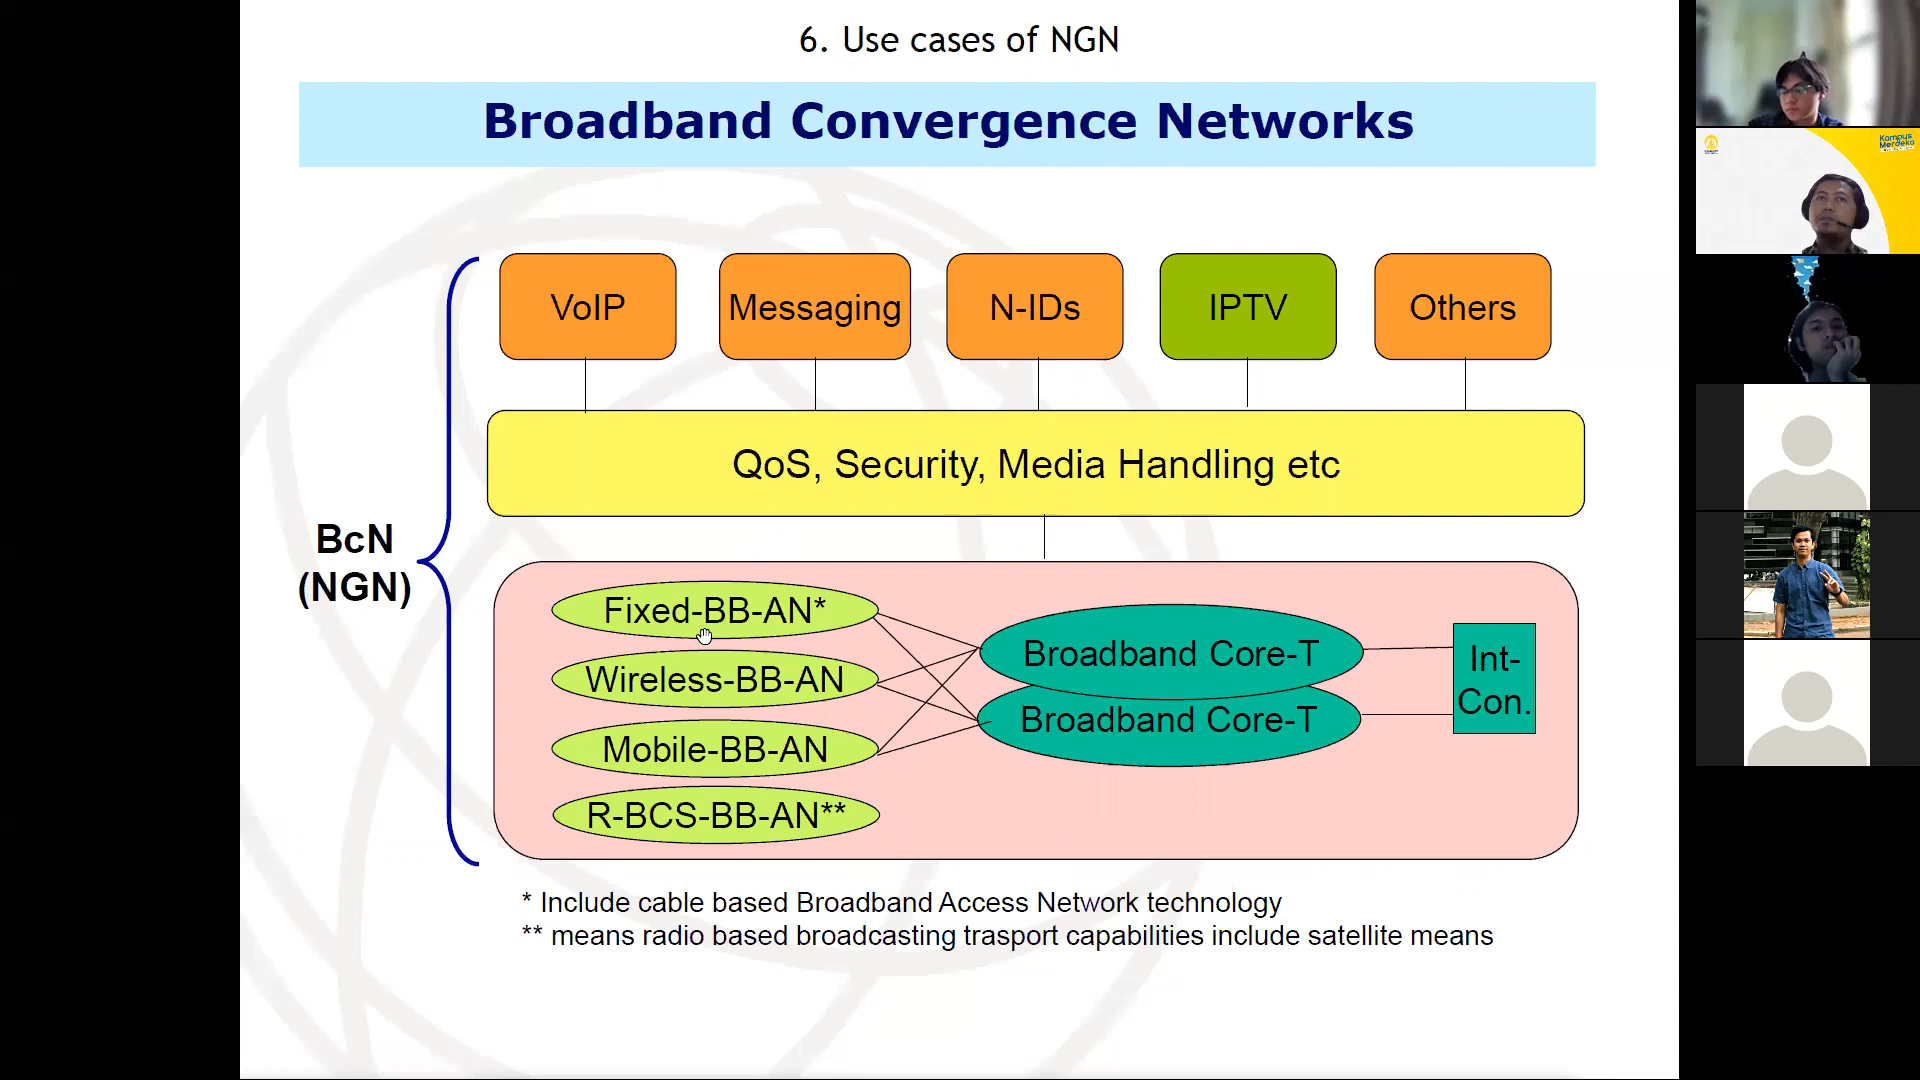 6. Use cases of NGN
Broadband Convergence Networks
VoIP
Messaging
N-IDs
IPTV
Others
QoS, Security, Media Handling etc
BcN
(NGN)
Fixed-BB-AN*
Wireless-BB-AN
Mobile-BB-AN
R-BCS-BB-AN**
Broadband Core-T
Broadband Core-T
Int-
Con.
* Include cable based Broadband Access Network technology
** means radio based broadcasting trasport capabilities include satellite means
Kampus
Merdeka